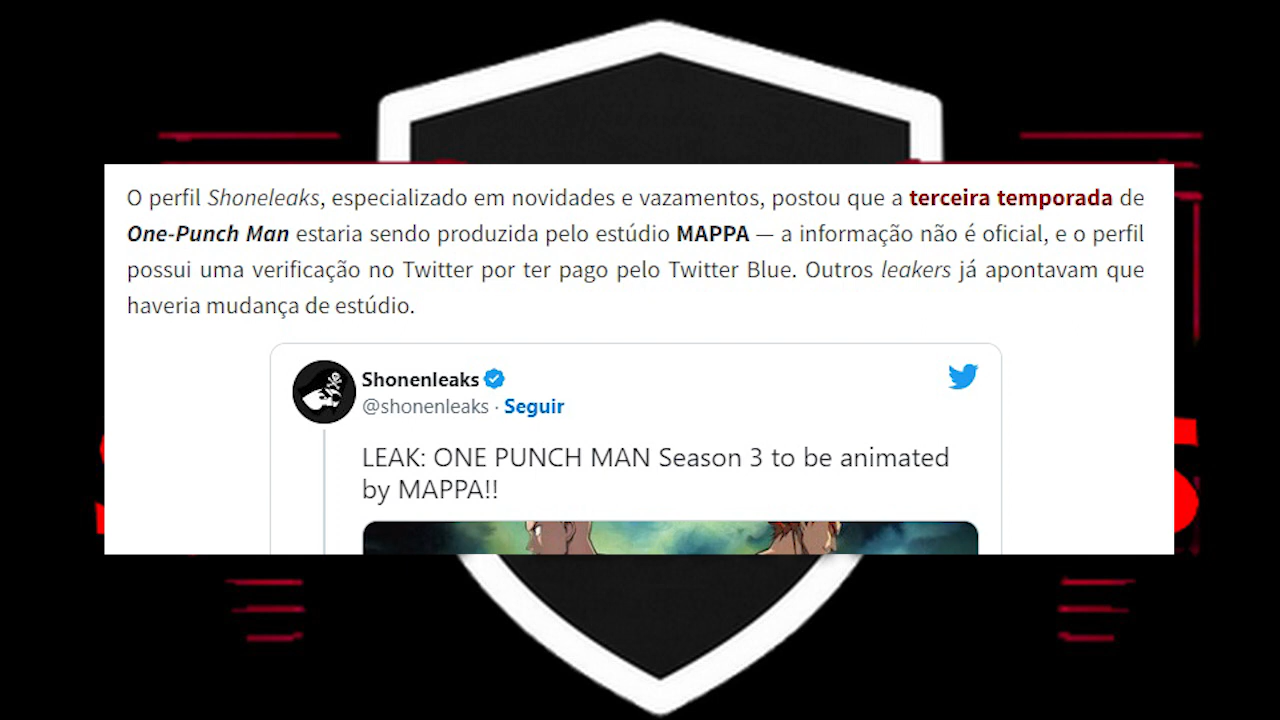 O perfil Shoneleaks, especializado em novidades e vazamentos, postou que a terceira temporada de
One-Punch Man estaria sendo produzida pelo estúdio MAPPA — a informação não é oficial, e o perfil
possui uma verificação no Twitter por ter pago pelo Twitter Blue. Outros leakers já apontavam que
haveria mudança de estúdio.
Shonenleaks
@shonenleaks · Seguir
LEAK: ONE PUNCH MAN Season 3 to be animated
by MAPPA!!